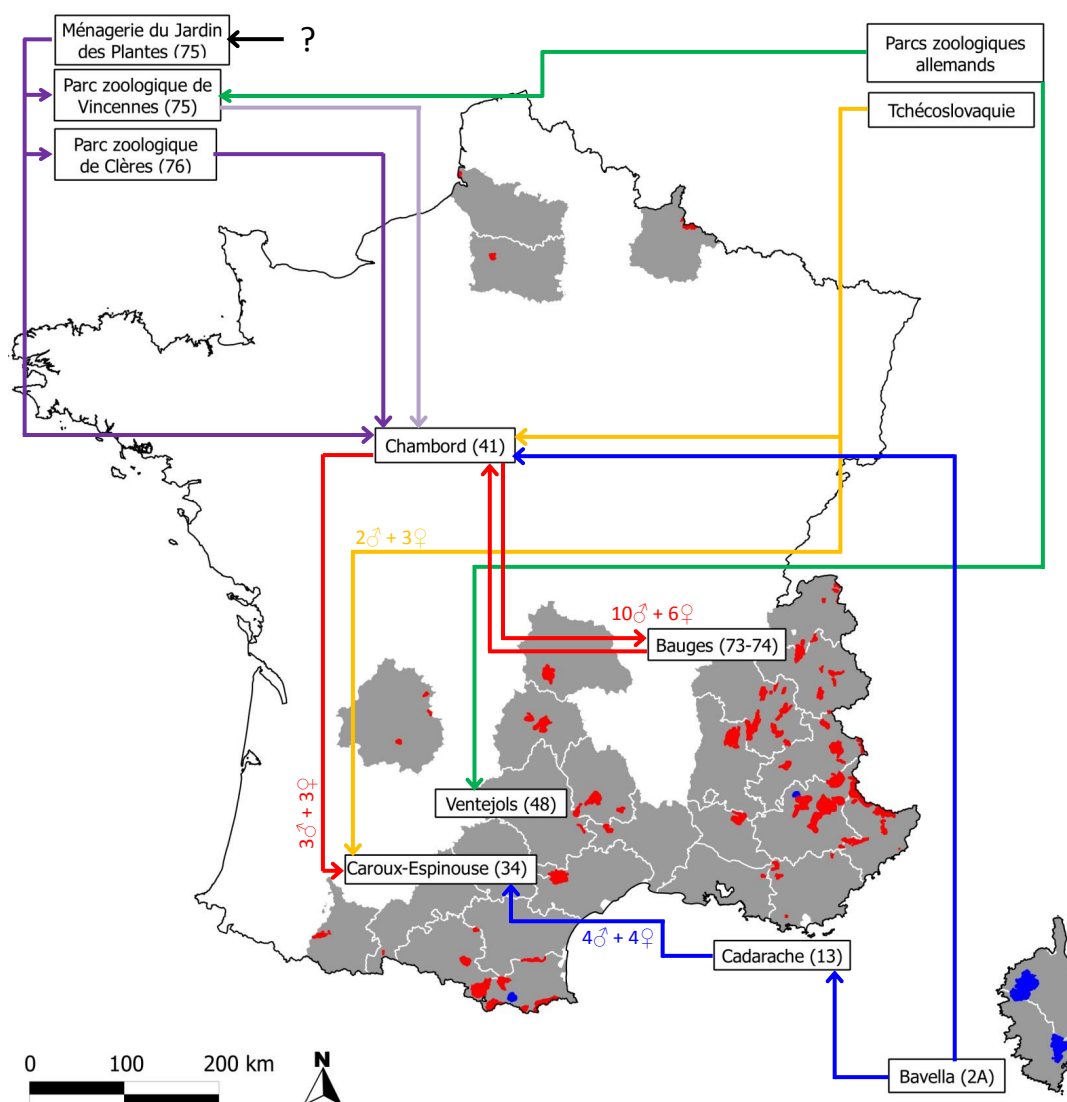 Ménagerie du Jardin
des Plantes (75)
?
Parcs zoologiques
allemands
Parc zoologique de
Vincennes (75)
Tchécoslovaquie
Parc zoologique
de Clères (76)
Chambord (41)
2♂ + 3♀
10♂ + 6♀
Bauges (73-74)
3♂ + 3♀
Ventejols (48)
Caroux-Espinouse (34)
4♂ + 4♀
Cadarache (13)
Bavella (2A)
0 100 200 km
N